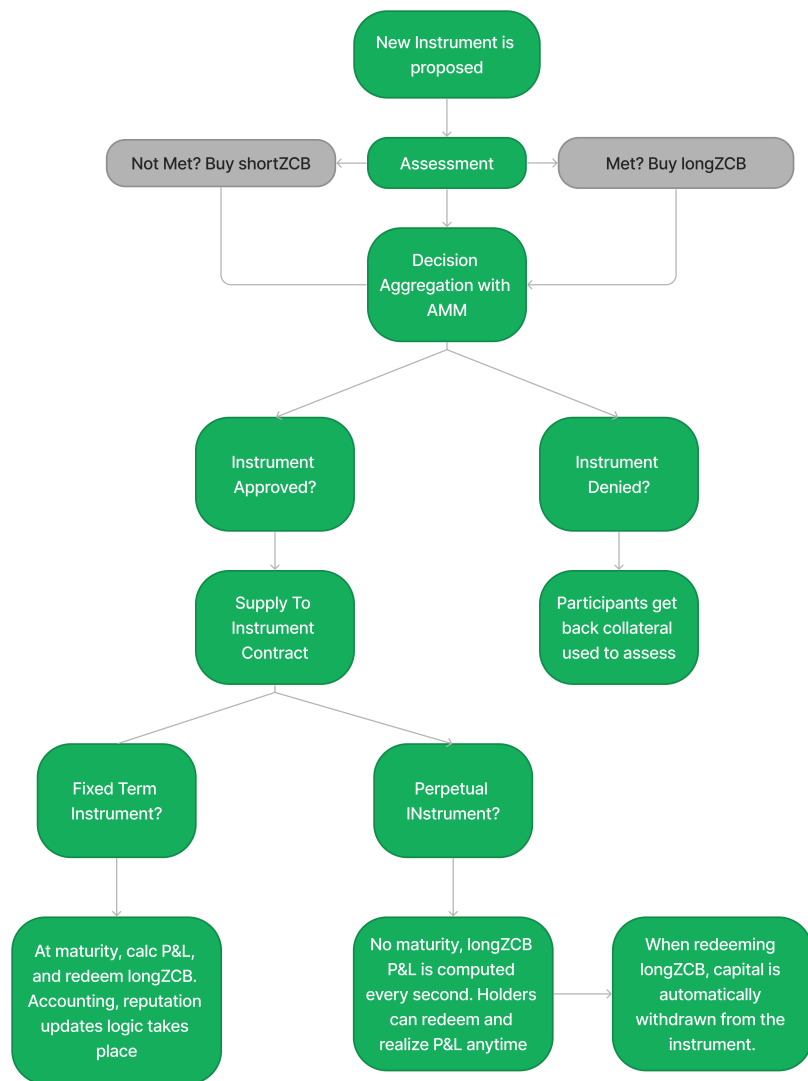 New Instrument is
proposed
Not Met? Buy shortZCB
Assessment
Met? Buy longZCB
Decision
Aggregation with
AMM
Instrument
Approved?
Instrument
Denied?
Supply To
Instrument
Contract
Participants get
back collateral
used to assess
Fixed Term
Instrument?
Perpetual
INstrument?
At maturity, calc P&L,
and redeem longZCB.
Accounting, reputation
updates logic takes
place
No maturity, longZCB
P&L is computed
every second. Holders
can redeem and
realize P&L anytime
When redeeming
longZCB, capital is
automatically
withdrawn from the
instrument.